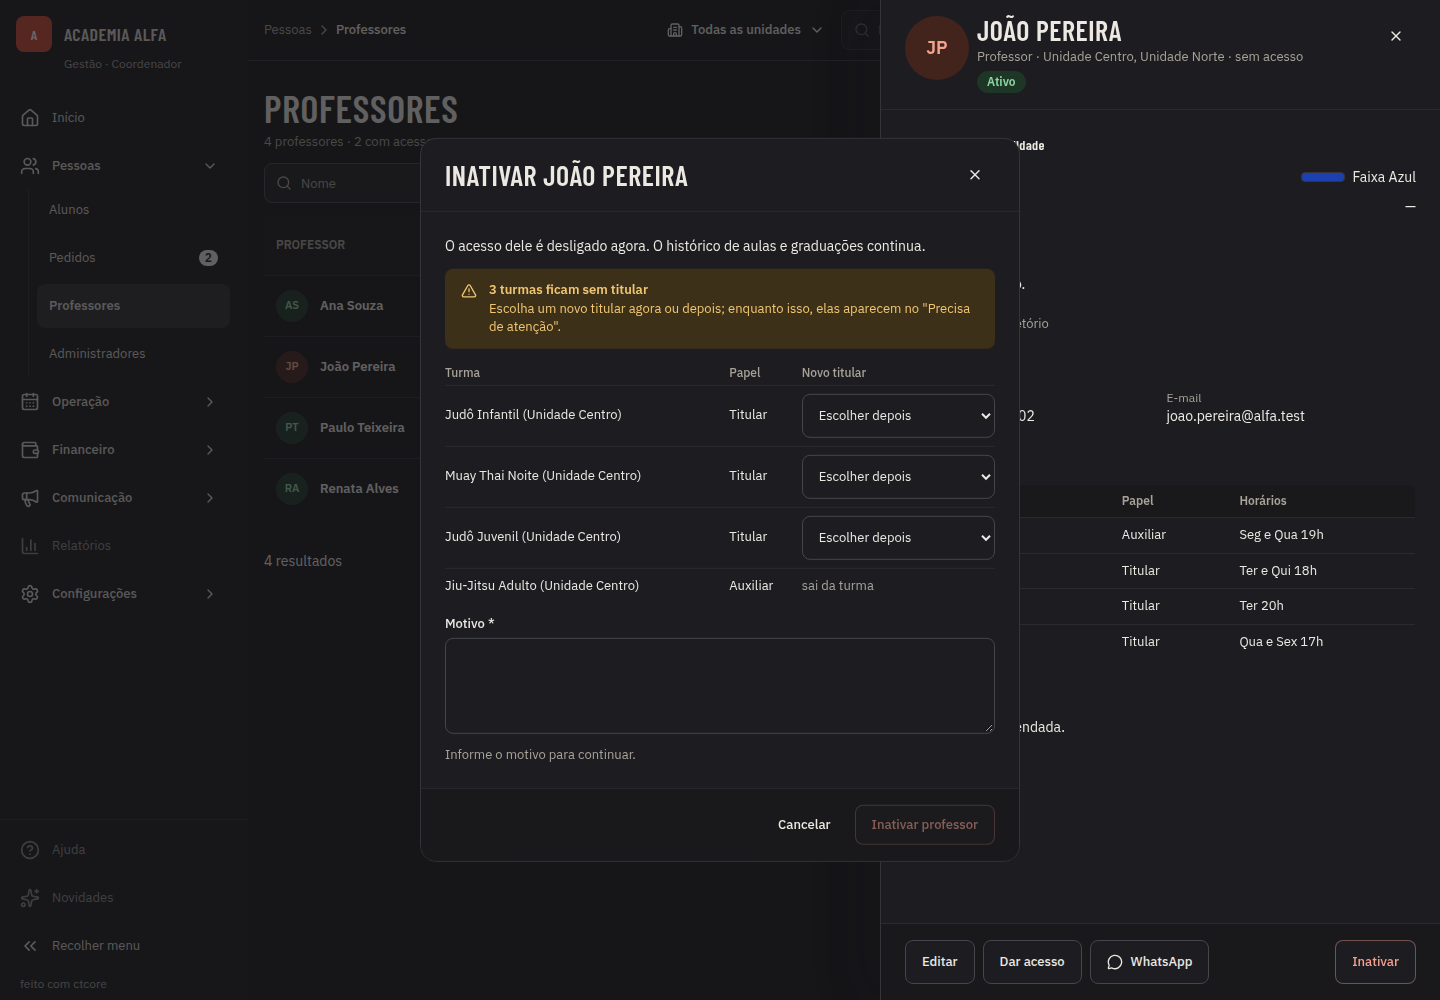 A
ACADEMIA ALFA
Gestão · Coordenador
Início
Pessoas
Alunos
Pedidos
2
Professores
Administradores
Operação
Financeiro
Comunicação
Relatórios
Configurações
Ajuda
Novidades
Recolher menu
feito com ctcore
Pessoas
Professores
Todas as unidades
PROFESSORES
4 professores · 2 com
Nome
PROFESSOR
AS
Ana Souza
JP
João Pereira
PT
Paulo Teixeira
RA
Renata Alves
4 resultados
INATIVAR JOÃO PEREIRA
O acesso dele é desligado agora. O histórico de aulas e graduações continua.
3 turmas ficam sem titular
Escolha um novo titular agora ou depois; enquanto isso, elas aparecem no "Precisa
de atenção".
Turma
Papel
Novo titular
Judô Infantil (Unidade Centro)
Titular
Escolher depois
Muay Thai Noite (Unidade Centro)
Titular
Escolher depois
Judô Juvenil (Unidade Centro)
Titular
Escolher depois
Jiu-Jitsu Adulto (Unidade Centro)
Auxiliar
sai da turma
Motivo *
Informe o motivo para continuar.
Cancelar
Inativar professor
JP
JOÃO PEREIRA
Professor · Unidade Centro, Unidade Norte · sem acesso
Ativo
Faixa Azul
—
02
E-mail
joao.pereira@alfa.test
Papel
Horários
Auxiliar
Seg e Qua 19h
Titular
Ter e Qui 18h
Titular
Ter 20h
Titular
Qua e Sex 17h
Editar
Dar acesso
WhatsApp
Inativar